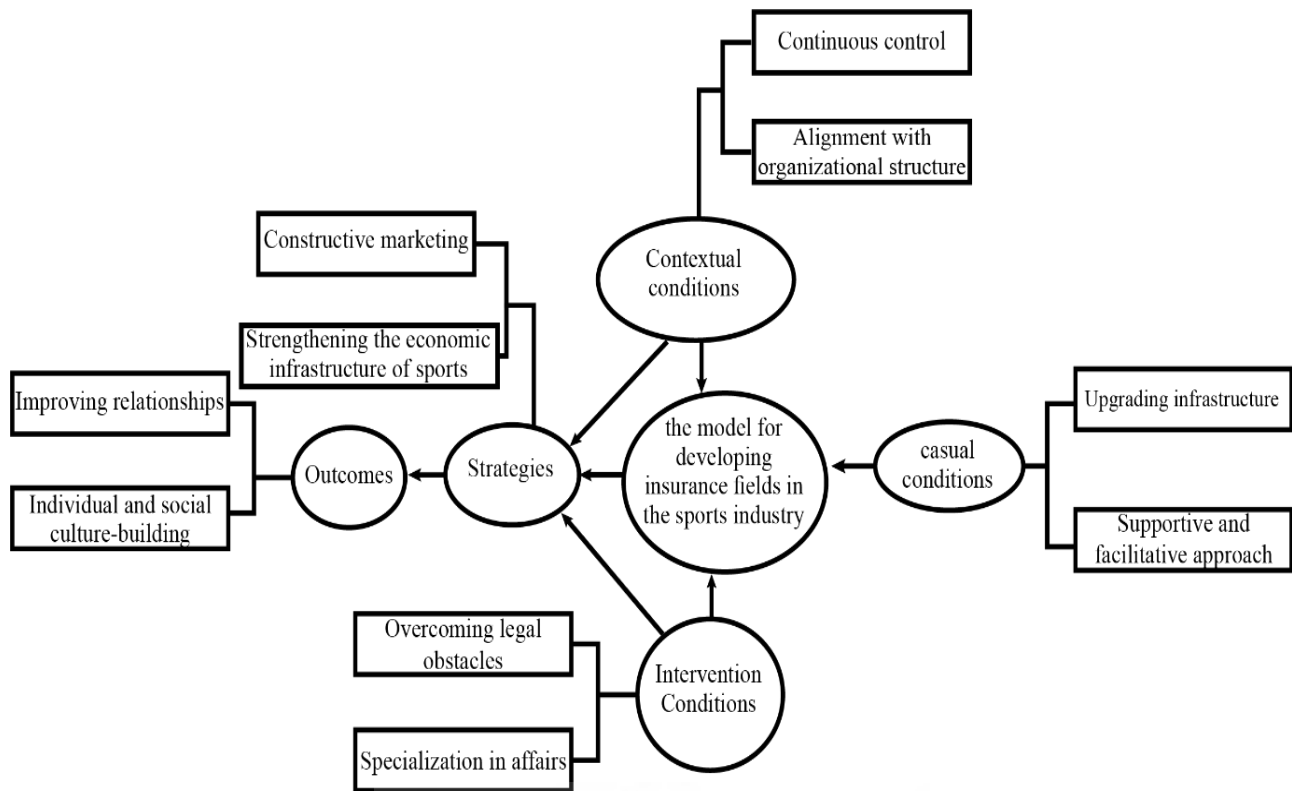 Continuous control
Alignment with
organizational structure
Constructive marketing
Contextual
conditions
Strengthening the economic
infrastructure of sports
Improving relationships
Upgrading infrastructure
the model for
developing
insurance fields in
the sports industry
casual
conditions
Strategies
Outcomes
Individual and social
culture-building
Supportive and
facilitative approach
Overcoming legal
obstacles
Intervention
Conditions
Specialization in affairs